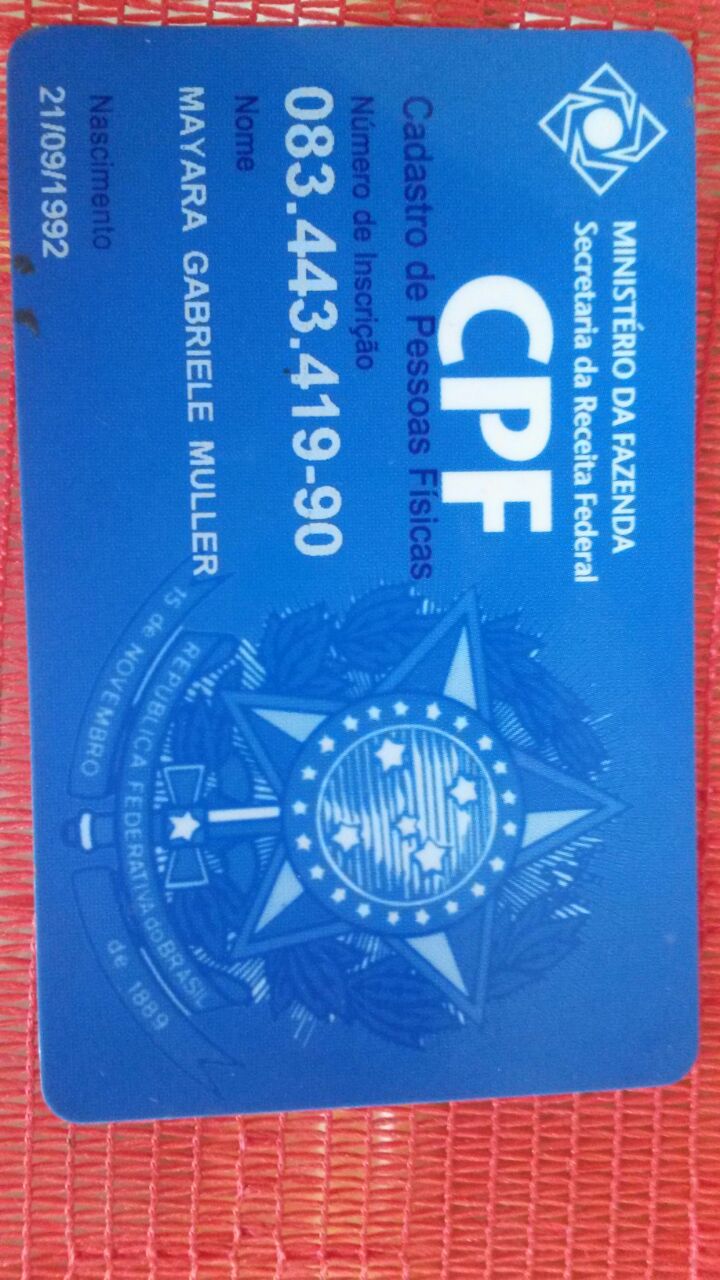 MINISTÉRIO DA FAZENDA
Secretaria da Receita Federal
CPF
Cadastro de Pessoas Físicas
Número de Inscrição
083.443.419-90
Nome
MAYARA GABRIELE MULLER
Nascimento
21/09/1992
REPUBLICA FEDERATIVA do BRASIL
15 de NOVEMBRO
de 1889